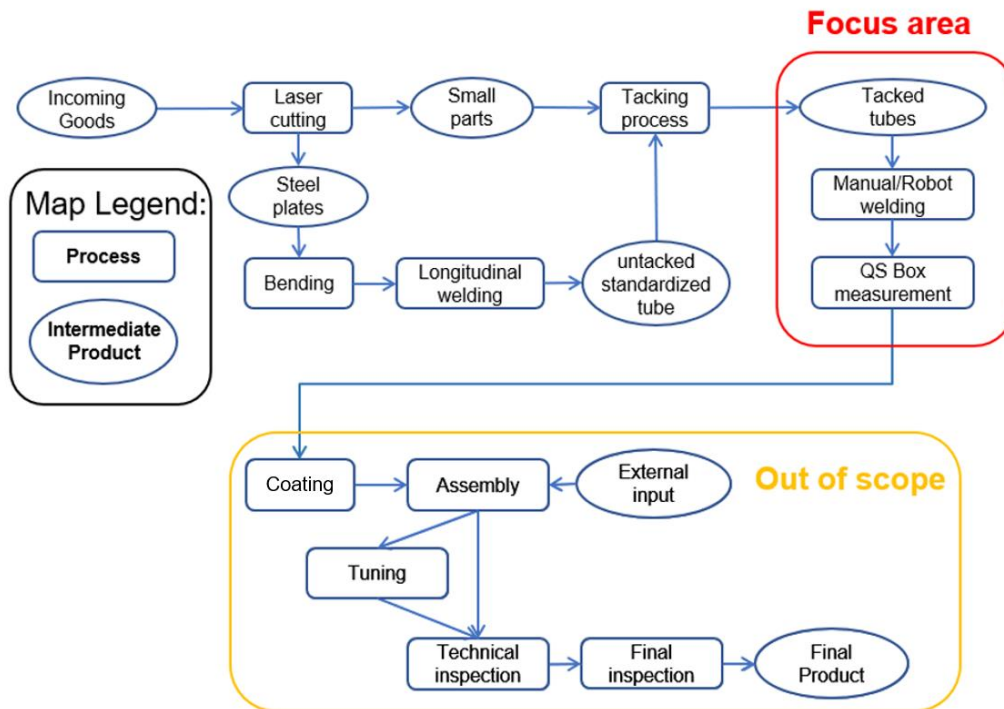 Focus area
Incoming
Goods
Laser
cutting
Small
parts
Tacking
process
Tacked
tubes
Map Legend:
Process
Intermediate
Product
Steel
plates
Manual/Robot
welding
Bending
Longitudinal
welding
untacked
standardized
tube
QS Box
measurement
Out of scope
Coating
Assembly
External
input
Tuning
Technical
inspection
Final
inspection
Final
Product